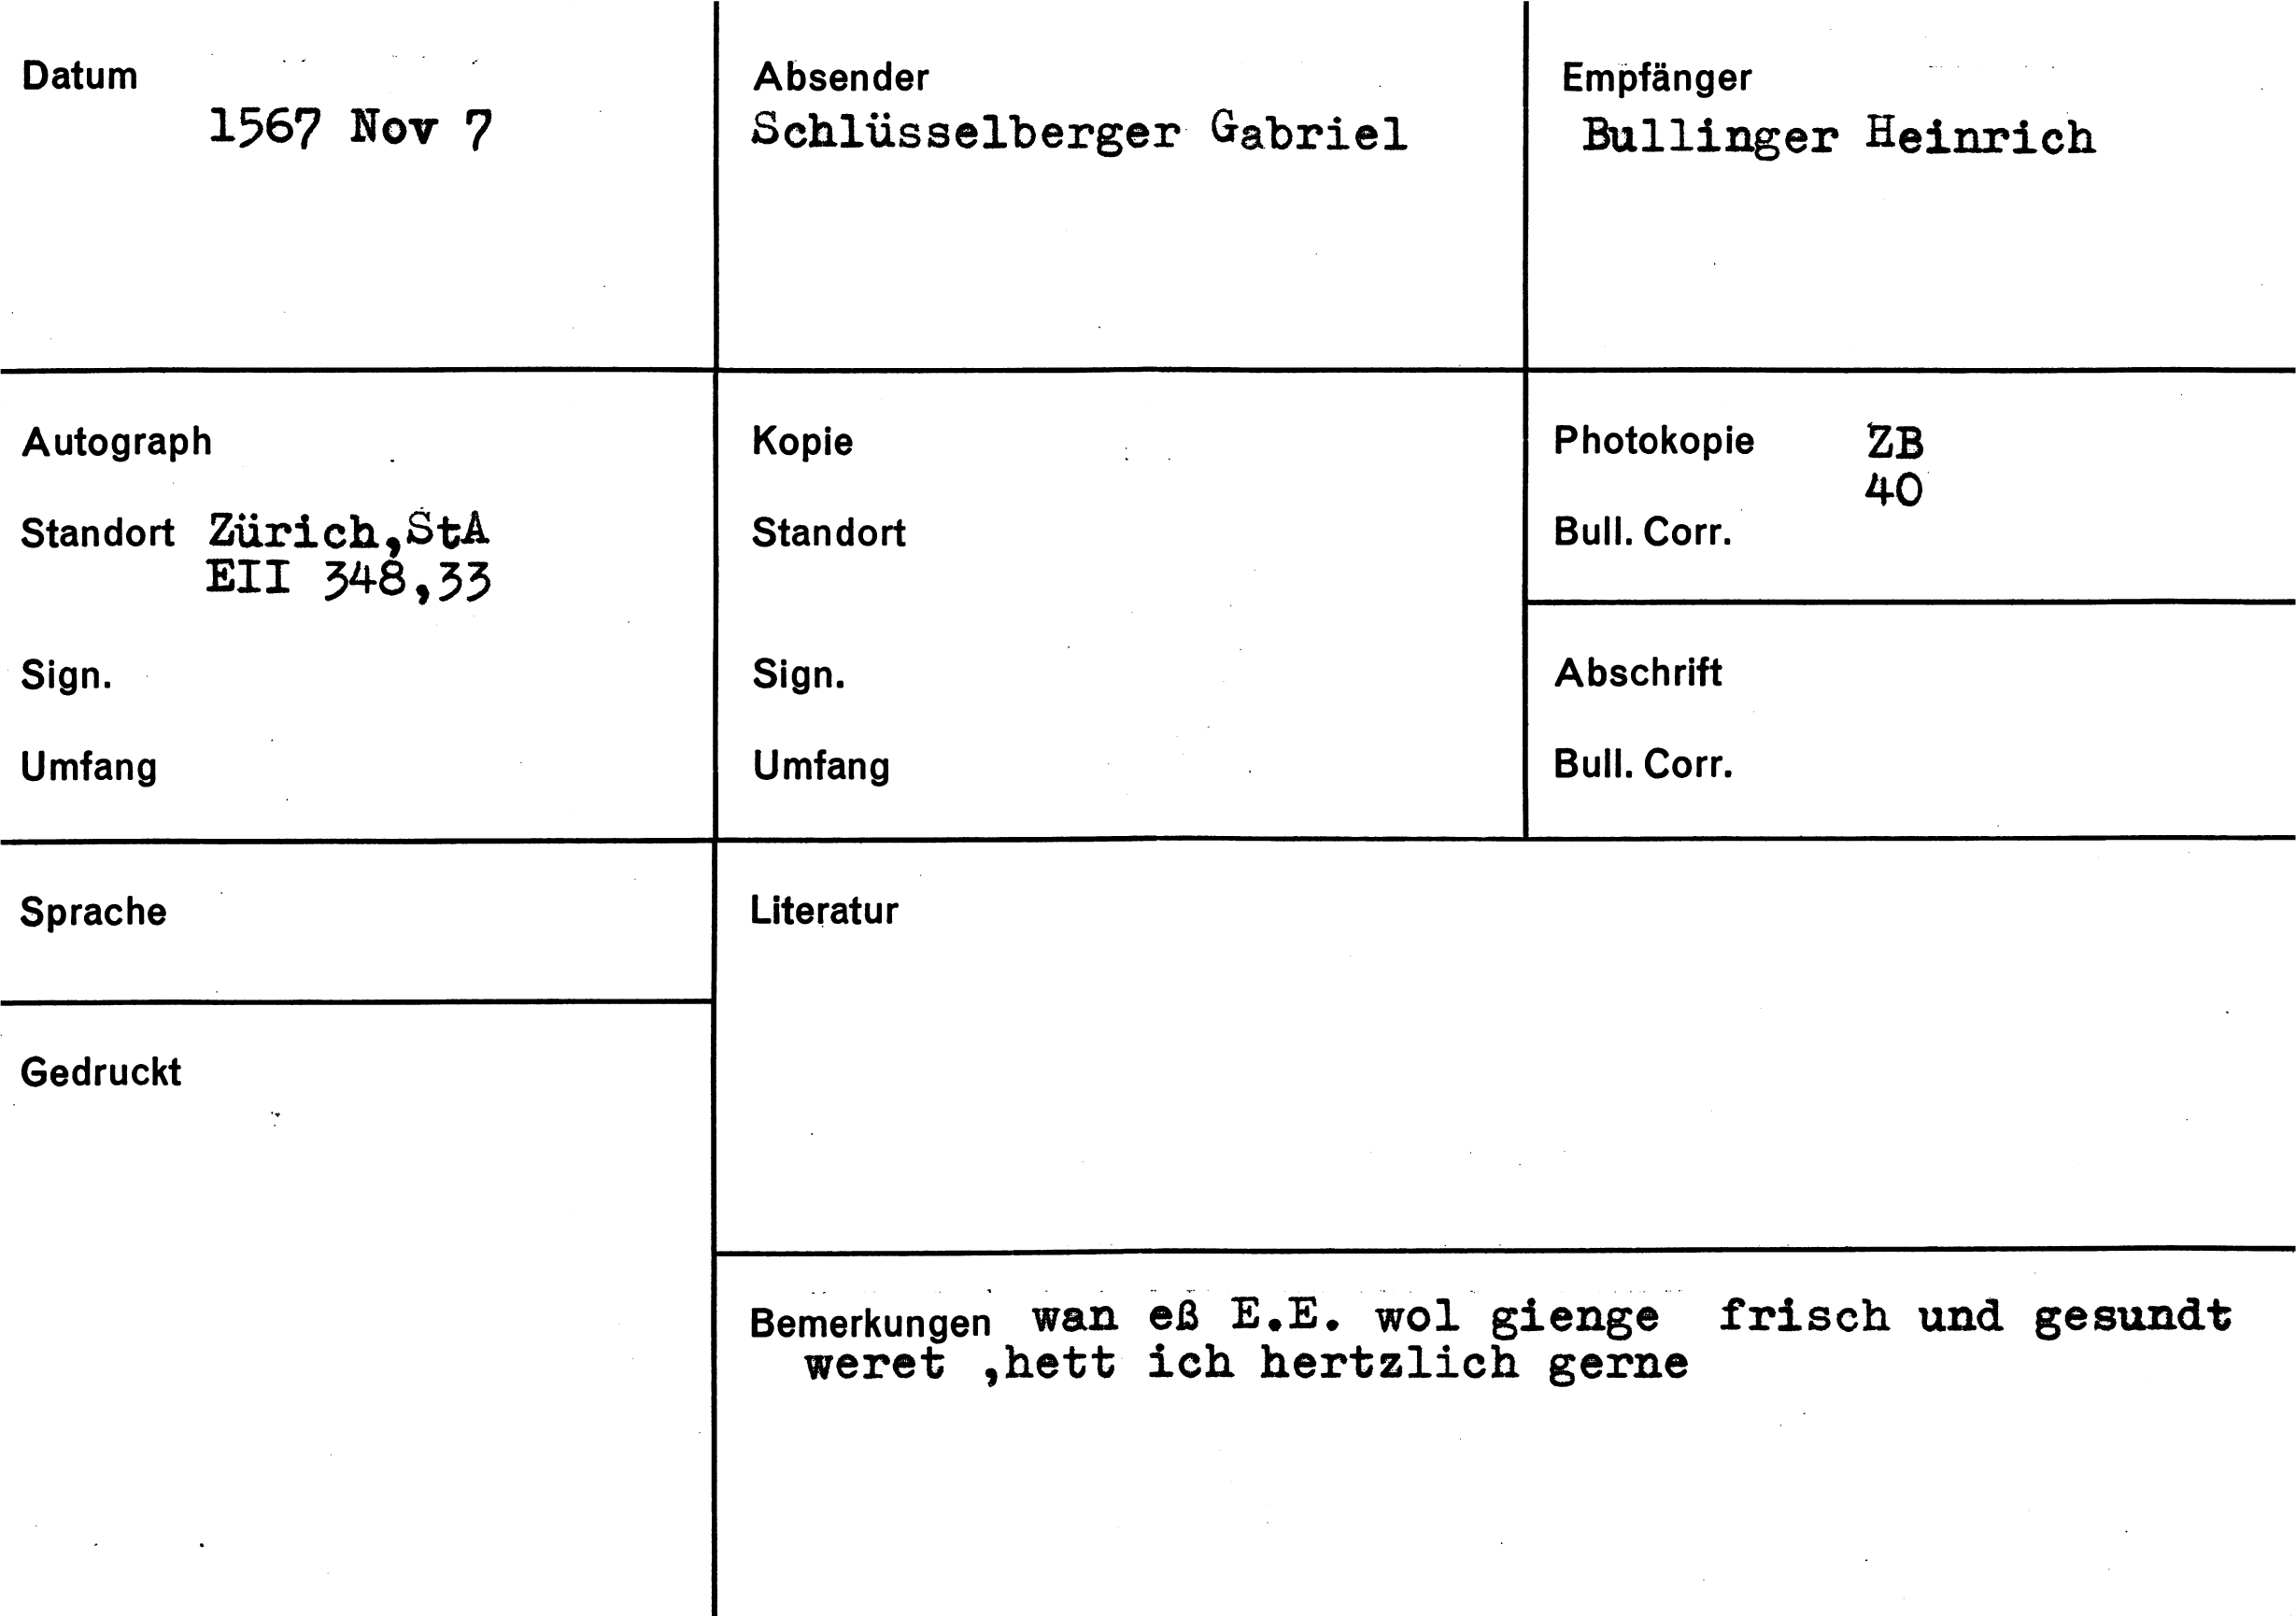 Datum
1567 Nov 7
Absender
Schlüsselberger Gabriel
Empfänger
Bullinger Heinrich
Autograph
Standort Zürich,StA
EII 348,33
Sign.
Umfang
Kopie
Standort
Sign.
Umfang
Photokopie ZB
40
Bull. Corr.
Abschrift
Bull. Corr.
Sprache
Gedruckt
Literatur
Bemerkungen wan eß E.E. wol gienge frisch und gesundt
weret ,hett ich hertzlich gerne